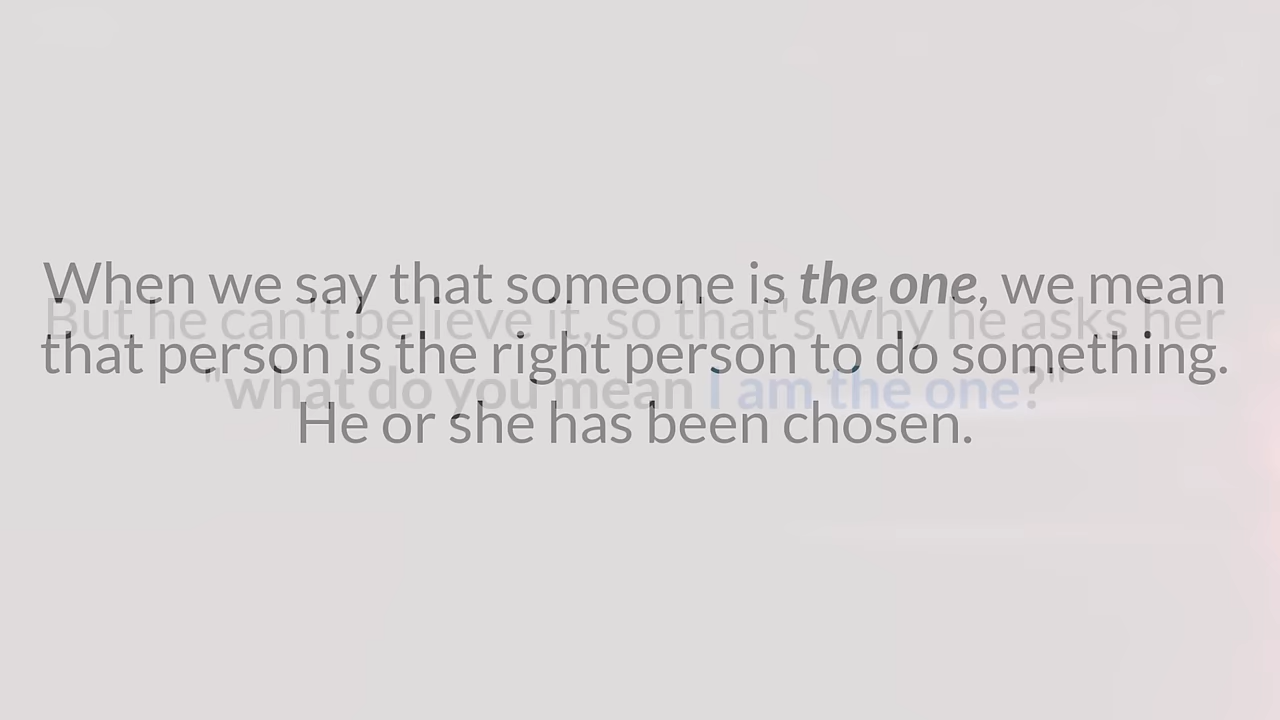 When we say that someone is the one, we mean
But he can't believe it, so that's why he asks her
that person is the right person to do something.
"what do you mean I am the one?"
He or she has been chosen.